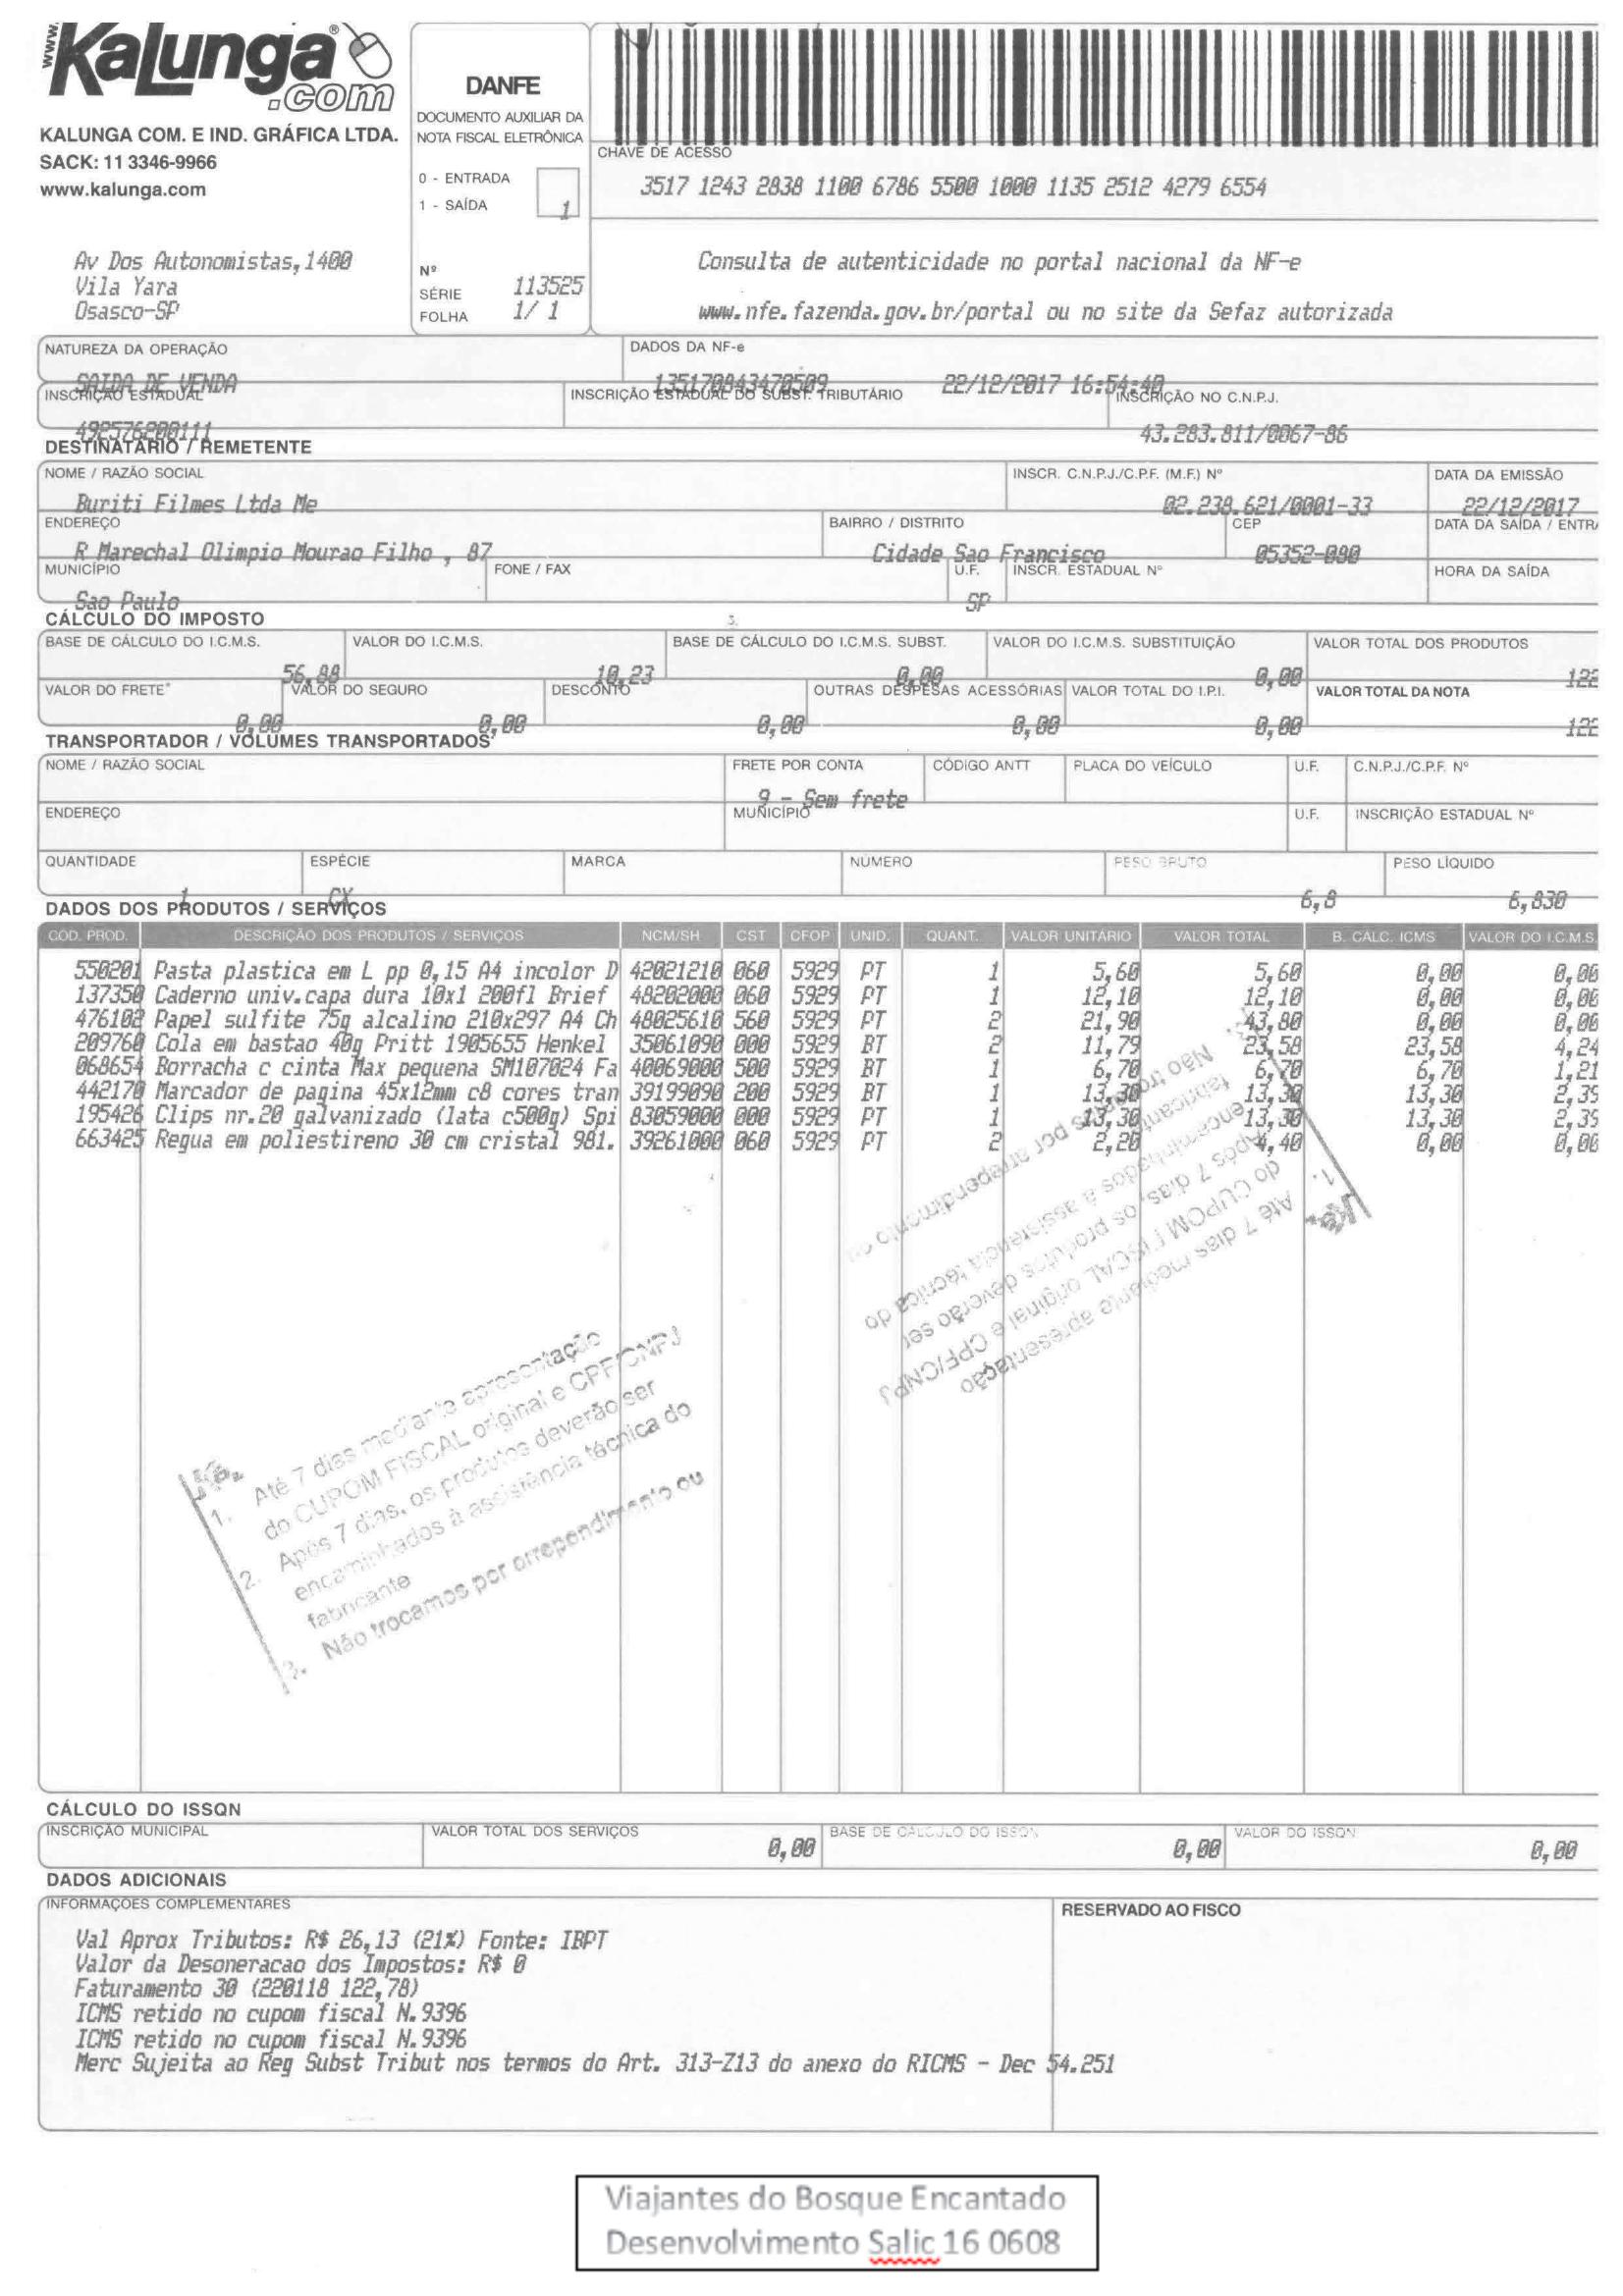 www.
Kalunga®
.com
KALUNGA COM. E IND. GRÁFICA LTDA.
SACK: 11 3346-9966
www.kalunga.com
Av Dos Autonomistas,1400
Vila Yara
Osasco-SP
DANFE
DOCUMENTO AUXILIAR DA
NOTA FISCAL ELETRÔNICA
0 - ENTRADA
1 - SAÍDA
1
Nº
SÉRIE 113525
FOLHA 1/ 1
CHAVE DE ACESSO
3517 1243 2838 1100 6786 5500 1000 1135 2512 4279 6554
Consulta de autenticidade no portal nacional da NF-e
www.nfe.fazenda.gov.br/portal ou no site da Sefaz autorizada
NATUREZA DA OPERAÇÃO DADOS DA NF-e
SAIDA DE VENDA 135170843470509 22/12/2017 16:54:40
INSCRIÇÃO ESTADUAL INSCRIÇÃO ESTADUAL DO SUBST. TRIBUTÁRIO INSCRIÇÃO NO C.N.P.J.
492576200111 43.283.811/0067-86
DESTINATÁRIO / REMETENTE
NOME / RAZÃO SOCIAL INSCR. C.N.P.J./C.P.F. (M.F.) Nº DATA DA EMISSÃO
Buriti Filmes Ltda Me 02.238.621/0001-33 22/12/2017
ENDEREÇO BAIRRO / DISTRITO CEP DATA DA SAÍDA / ENTR
R Marechal Olimpio Mourao Filho , 87 Cidade Sao Francisco 05352-090
MUNICÍPIO FONE / FAX U.F. INSCR. ESTADUAL Nº HORA DA SAÍDA
Sao Paulo SP
CÁLCULO DO IMPOSTO
BASE DE CÁLCULO DO I.C.M.S. VALOR DO I.C.M.S. BASE DE CÁLCULO DO I.C.M.S. SUBST. VALOR DO I.C.M.S. SUBSTITUIÇÃO VALOR TOTAL DOS PRODUTOS
56,88 10,23 0,00 0,00 122
VALOR DO FRETE VALOR DO SEGURO DESCONTO OUTRAS DESPESAS ACESSÓRIAS VALOR TOTAL DO I.P.I. VALOR TOTAL DA NOTA
0,00 0,00 0,00 0,00 0,00 122
TRANSPORTADOR / VOLUMES TRANSPORTADOS
NOME / RAZÃO SOCIAL FRETE POR CONTA CÓDIGO ANTT PLACA DO VEÍCULO U.F. C.N.P.J./C.P.F. Nº
9 - Sem frete
ENDEREÇO MUNICÍPIO U.F. INSCRIÇÃO ESTADUAL Nº
QUANTIDADE ESPÉCIE MARCA NÚMERO PESO BRUTO PESO LÍQUIDO
1 CX 6,8 6,830
DADOS DOS PRODUTOS / SERVIÇOS
COD. PROD. DESCRIÇÃO DOS PRODUTOS / SERVIÇOS NCM/SH CST CFOP UNID. QUANT. VALOR UNITÁRIO VALOR TOTAL B. CALC. ICMS VALOR DO I.C.M.S
550201 Pasta plastica em L pp 0,15 A4 incolor D 42021210 060 5929 PT 1 5,60 5,60 0,00 0,00
137350 Caderno univ.capa dura 10x1 200fl Brief 48202000 060 5929 PT 1 12,10 12,10 0,00 0,00
476102 Papel sulfite 75g alcalino 210x297 A4 Ch 48025610 560 5929 PT 2 21,90 43,80 0,00 0,00
209760 Cola em bastao 40g Pritt 1905655 Henkel 35061090 000 5929 BT 2 11,79 23,58 23,58 4,24
068654 Borracha c cinta Max pequena SM107024 Fa 40069000 500 5929 BT 1 6,70 6,70 6,70 1,21
442170 Marcador de pagina 45x12mm c8 cores tran 39199090 200 5929 BT 1 13,30 13,30 13,30 2,39
195426 Clips nr.20 galvanizado (lata c500g) Spi 83059000 000 5929 PT 1 13,30 13,30 13,30 2,39
663425 Regua em poliestireno 30 cm cristal 981. 39261000 060 5929 PT 2 2,20 4,40 0,00 0,00
1. Até 7 dias mediante apresentação
do CUPOM FISCAL original e CPF/CNPJ
Após 7 dias, os produtos deverão ser
encaminhados à assistência técnica do
fabricante
3. Não trocamos por arrependimento ou
1. Até 7 dias mediante apresentação
do CUPOM FISCAL original e CPF/CNPJ
2. Após 7 dias, os produtos deverão ser
encaminhados à assistência técnica do
fabricante
3. Não trocamos por arrependimento ou
CÁLCULO DO ISSQN
INSCRIÇÃO MUNICIPAL VALOR TOTAL DOS SERVIÇOS BASE DE CÁLCULO DO ISSQN VALOR DO ISSQN
0,00 0,00 0,00
DADOS ADICIONAIS
INFORMAÇÕES COMPLEMENTARES RESERVADO AO FISCO
Val Aprox Tributos: R$ 26,13 (21%) Fonte: IBPT
Valor da Desoneracao dos Impostos: R$ 0
Faturamento 30 (220118 122,78)
ICMS retido no cupom fiscal N.9396
ICMS retido no cupom fiscal N.9396
Merc Sujeita ao Reg Subst Tribut nos termos do Art. 313-Z13 do anexo do RICMS - Dec 54.251
Viajantes do Bosque Encantado
Desenvolvimento Salic 16 0608